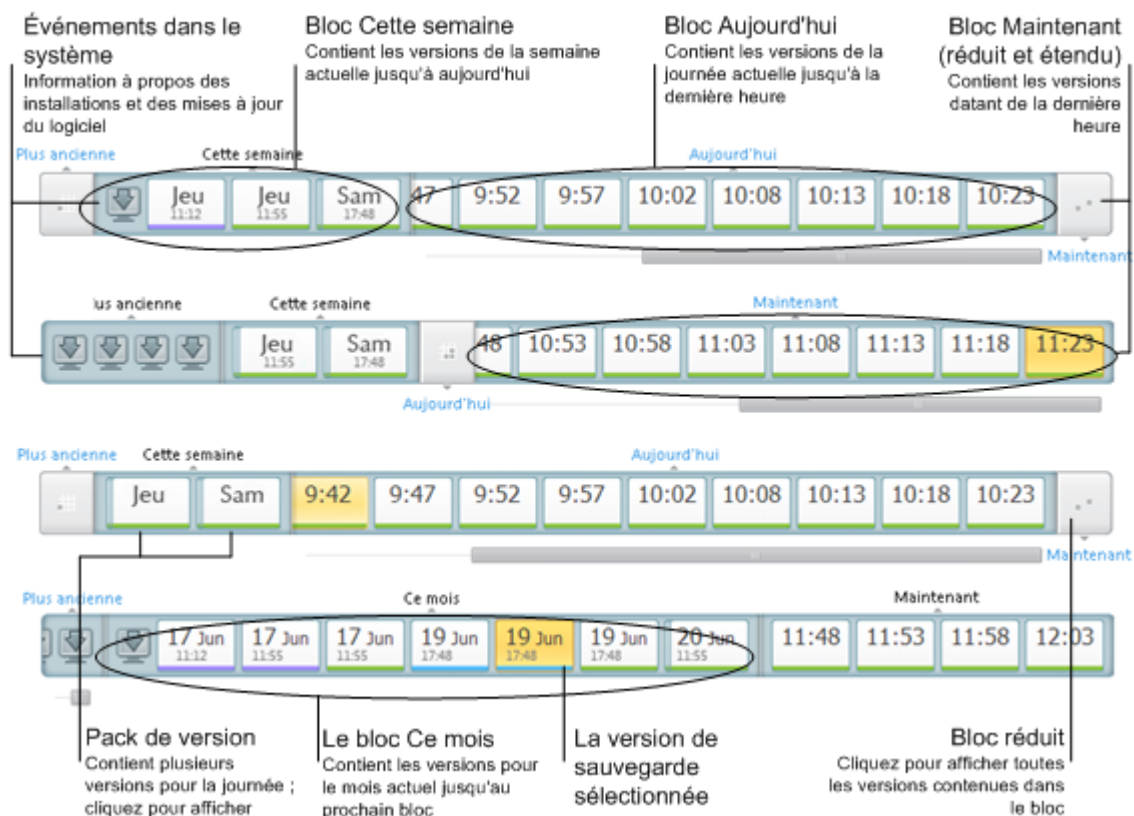 Événements dans le
système
Information à propos des
installations et des mises à jour
du logiciel
Bloc Cette semaine
Contient les versions de la semaine
actuelle jusqu'à aujourd'hui
Bloc Aujourd'hui
Contient les versions de la
journée actuelle jusqu'à la
dernière heure
Bloc Maintenant
(réduit et étendu)
Contient les versions
datant de la dernière
heure
Plus ancienne
Cette semaine
Aujourd'hui
Jeu
11:12
Jeu
11:55
Sam
17:48
47
9:52
9:57
10:02
10:08
10:13
10:18
10:23
Maintenant
lus ancienne
Cette semaine
Maintenant
Jeu
11:55
Sam
17:48
48
10:53
10:58
11:03
11:08
11:13
11:18
11:23
Aujourd'hui
Plus ancienne
Cette semaine
Aujourd'hui
Jeu
Sam
9:42
9:47
9:52
9:57
10:02
10:08
10:13
10:18
10:23
Maintenant
Plus ancienne
Ce mois
Maintenant
17 Jun
11:12
17 Jun
11:55
17 Jun
11:55
19 Jun
17:48
19 Jun
17:48
19 Jun
17:48
20 Jun
11:55
11:48
11:53
11:58
12:03
Pack de version
Contient plusieurs
versions pour la journée ;
cliquez pour afficher
Le bloc Ce mois
Contient les versions pour
le mois actuel jusqu'au
prochain bloc
La version de
sauvegarde
sélectionnée
Bloc réduit
Cliquez pour afficher toutes
les versions contenues dans
le bloc